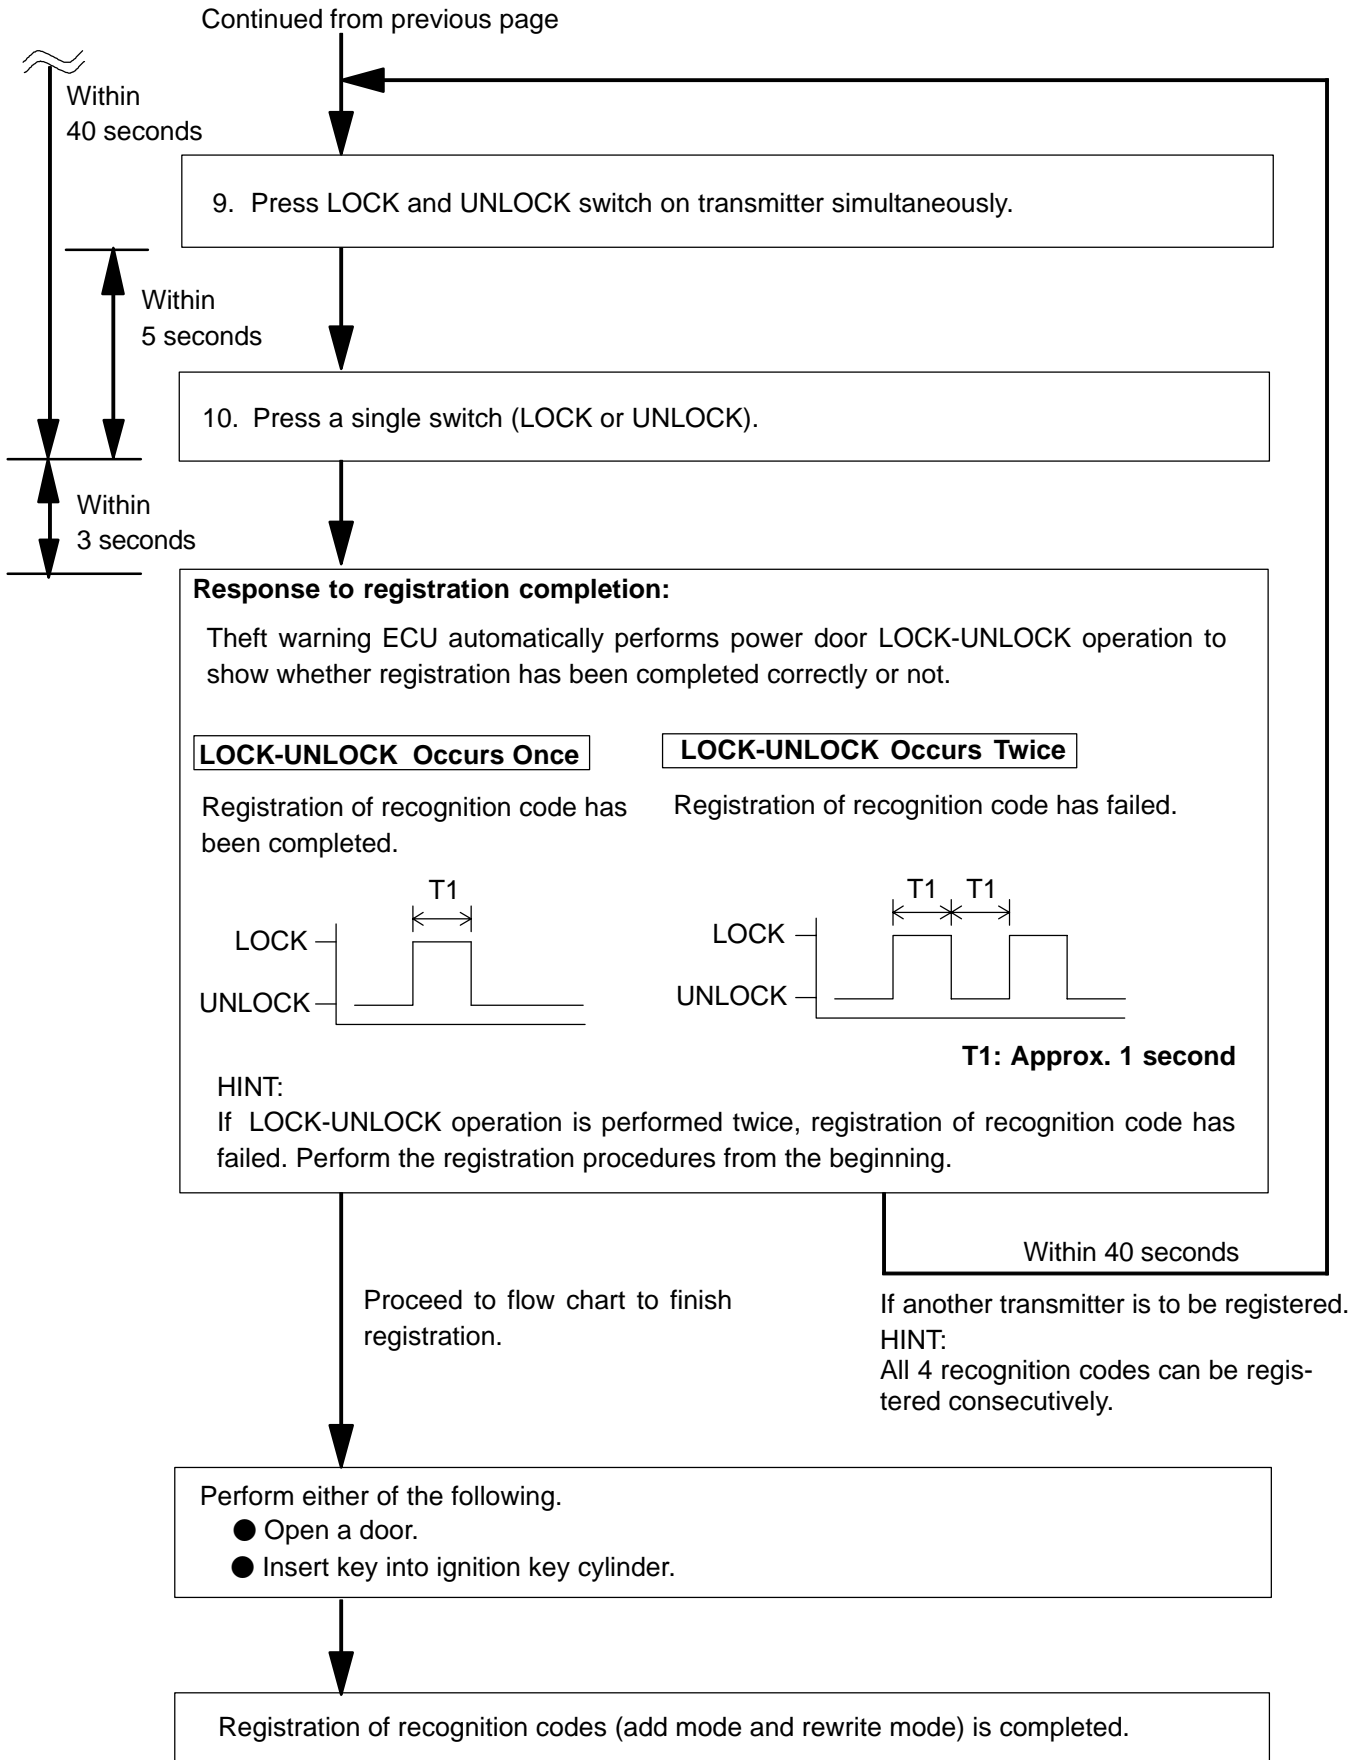 Continued from previous page
Within
40 seconds
9. Press LOCK and UNLOCK switch on transmitter simultaneously.
Within
5 seconds
10. Press a single switch (LOCK or UNLOCK).
Within
3 seconds
Response to registration completion:
Theft warning ECU automatically performs power door LOCK-UNLOCK operation to
show whether registration has been completed correctly or not.
LOCK-UNLOCK Occurs Once
Registration of recognition code has
been completed.
T1
LOCK
UNLOCK
LOCK-UNLOCK Occurs Twice
Registration of recognition code has failed.
T1 T1
LOCK
UNLOCK
T1: Approx. 1 second
HINT:
If LOCK-UNLOCK operation is performed twice, registration of recognition code has
failed. Perform the registration procedures from the beginning.
Within 40 seconds
Proceed to flow chart to finish
registration.
If another transmitter is to be registered.
HINT:
All 4 recognition codes can be regis-
tered consecutively.
Perform either of the following.
● Open a door.
● Insert key into ignition key cylinder.
Registration of recognition codes (add mode and rewrite mode) is completed.